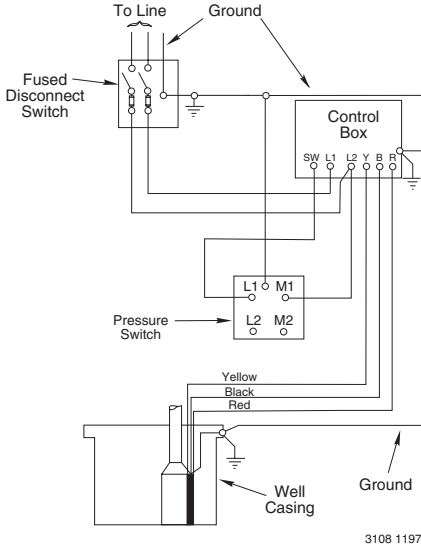 To Line
Ground
Fused
Disconnect
Switch
Control
Box
SW L1 L2 Y B R
L1 M1
L2 M2
Pressure
Switch
Yellow
Black
Red
Well
Casing
Ground
3108 1197